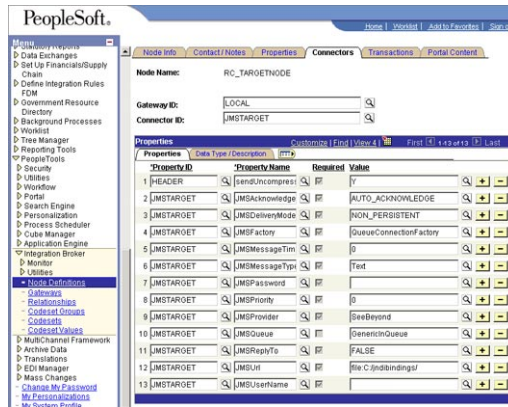 PeopleSoft.
Home | Worklist | Add to Favorites | Sign
Menu
Statutory Reports
Data Exchanges
Set Up Financials/Supply
Chain
Define Integration Rules
FDM
Government Resource
Directory
Background Processes
Worklist
Tree Manager
Reporting Tools
PeopleTools
Security
Utilities
Workflow
Portal
Search Engine
Personalization
Process Scheduler
Cube Manager
Application Engine
Integration Broker
Monitor
Utilities
Node Definitions
Gateways
Relationships
Codeset Groups
Codesets
Codeset Values
MultiChannel Framework
Archive Data
Translations
EDI Manager
Mass Changes
Change My Password
My Personalizations
My System Profile
Node Info Contact / Notes Properties Connectors Transactions Portal Content
Node Name: RC_TARGETNODE
Gateway ID: LOCAL
Connector ID: JMSTARGET
Properties Customize | Find | View 4 | First 1-13 of 13 Last
Properties Data Type / Description
*Property ID *Property Name Required Value
1 HEADER sendUncompress Y
2 JMSTARGET JMSAcknowledge AUTO_ACKNOWLEDGE
3 JMSTARGET JMSDeliveryMode NON_PERSISTENT
4 JMSTARGET JMSFactory QueueConnectionFactory
5 JMSTARGET JMSMessageTim 0
6 JMSTARGET JMSMessageType Text
7 JMSTARGET JMSPassword
8 JMSTARGET JMSPriority 0
9 JMSTARGET JMSProvider SeeBeyond
10 JMSTARGET JMSQueue GenericInQueue
11 JMSTARGET JMSReplyTo FALSE
12 JMSTARGET JMSUrl file:C:/jndibindings/
13 JMSTARGET JMSUserName